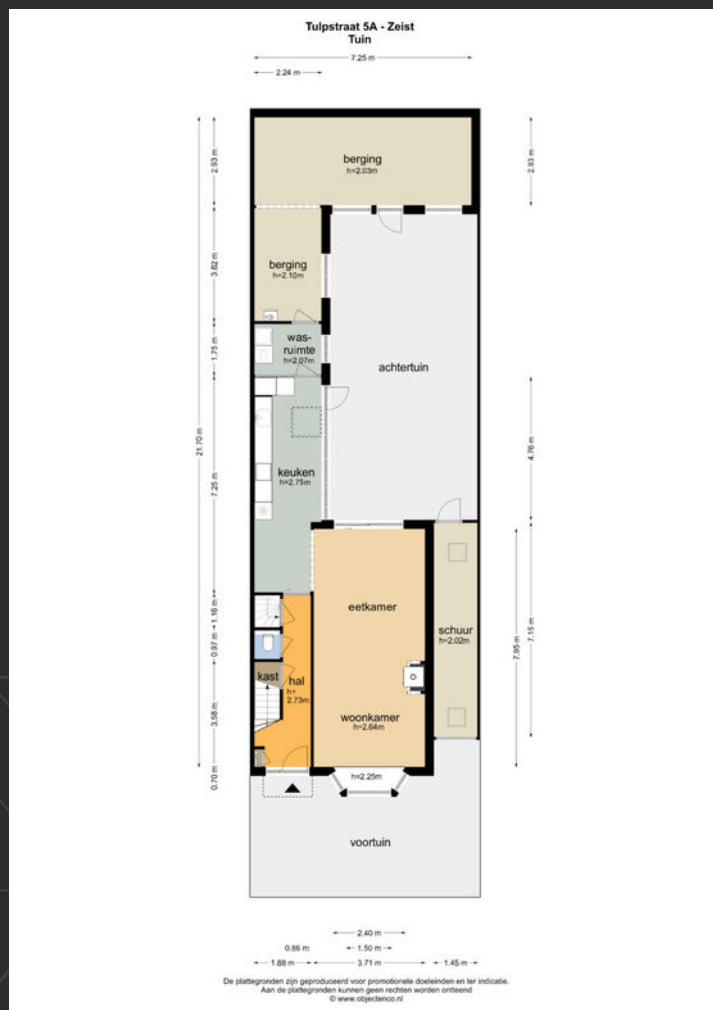 Tulpstraat 5A - Zeist
Tuin
7.25 m
2.24 m
berging
h=2.03m
2.93 m
2.93 m
berging
h=2.10m
3.82 m
was-
ruimte
h=2.07m
1.75 m
achtertuin
21.70 m
4.76 m
keuken
h=2.75m
7.25 m
eetkamer
1.16 m
schuur
h=2.02m
7.15 m
7.95 m
0.97 m
kast
hal
h=
2.73m
woonkamer
h=2.64m
3.58 m
h=2.25m
0.70 m
voortuin
2.40 m
0.86 m
1.50 m
1.88 m
3.71 m
1.45 m
De plattegronden zijn geproduceerd voor promotionele doeleinden en ter indicatie.
Aan de plattegronden kunnen geen rechten worden ontleend
© www.objectenco.nl